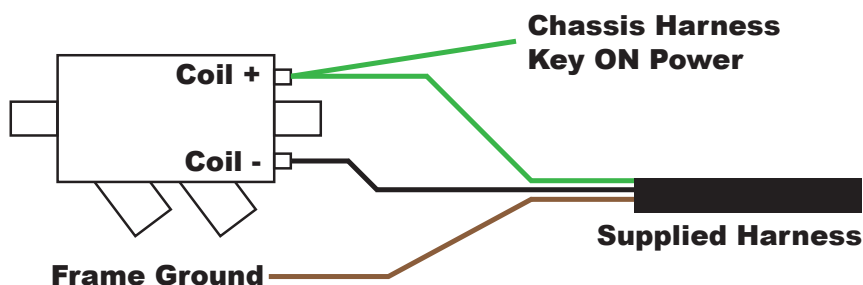 Chassis Harness
Key ON Power
Coil +
Coil -
Supplied Harness
Frame Ground